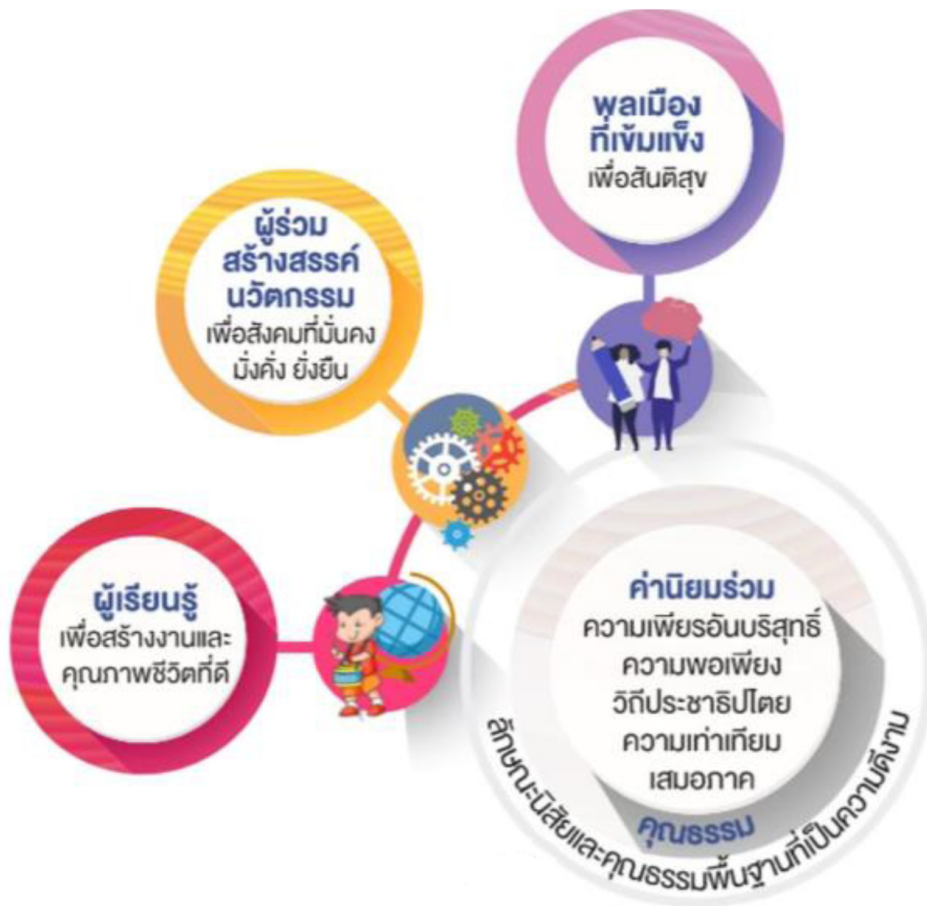 พลเมือง
ที่เข้มแข็ง
เพื่อสันติสุข
ผู้ร่วม
สร้างสรรค์
นวัตกรรม
เพื่อสังคมที่มั่นคง
มั่งคั่ง ยั่งยืน
ผู้เรียนรู้
เพื่อสร้างงานและ
คุณภาพชีวิตที่ดี
ค่านิยมร่วม
ความเพียรอันบริสุทธิ์
ความพอเพียง
วิถีประชาธิปไตย
ความเท่าเทียม
เสมอภาค
คุณธรรม
ลักษณะนิสัยและคุณธรรมพื้นฐานที่เป็นความดีงาม